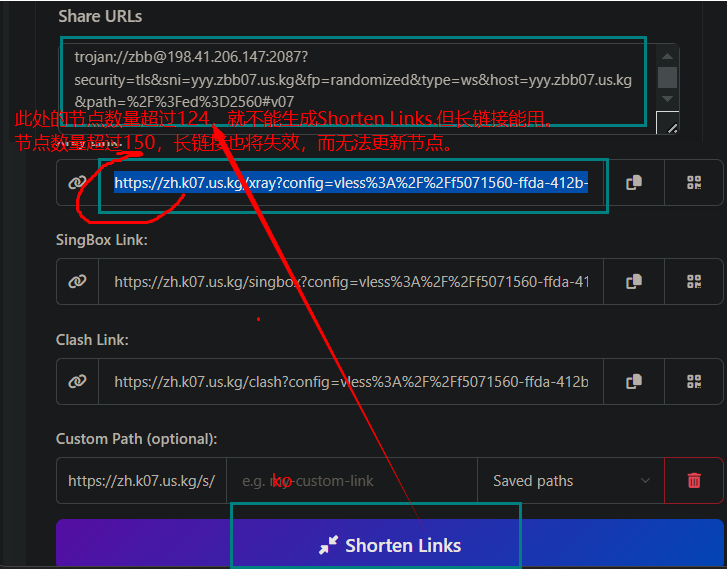 Share URLs
trojan://zbb@198.41.206.147:2087?
security=tls&sni=yyy.zbb07.us.kg&fp=randomized&type=ws&host=yyy.zbb07.us.kg
&path=%2F%3Fed%3D2560#v07
此处的节点数量超过124,就不能生成Shorten Links,但长链接能用。
节点数量超过150，长链接也将失效，而无法更新节点。
https://zh.k07.us.kg/xray?config=vless%3A%2F%2Ff5071560-ffda-412b-
SingBox Link:
https://zh.k07.us.kg/singbox?config=vless%3A%2F%2Ff5071560-ffda-41
Clash Link:
https://zh.k07.us.kg/clash?config=vless%3A%2F%2Ff5071560-ffda-412b
Custom Path (optional):
https://zh.k07.us.kg/s/ e.g. my-custom-link Saved paths
Shorten Links